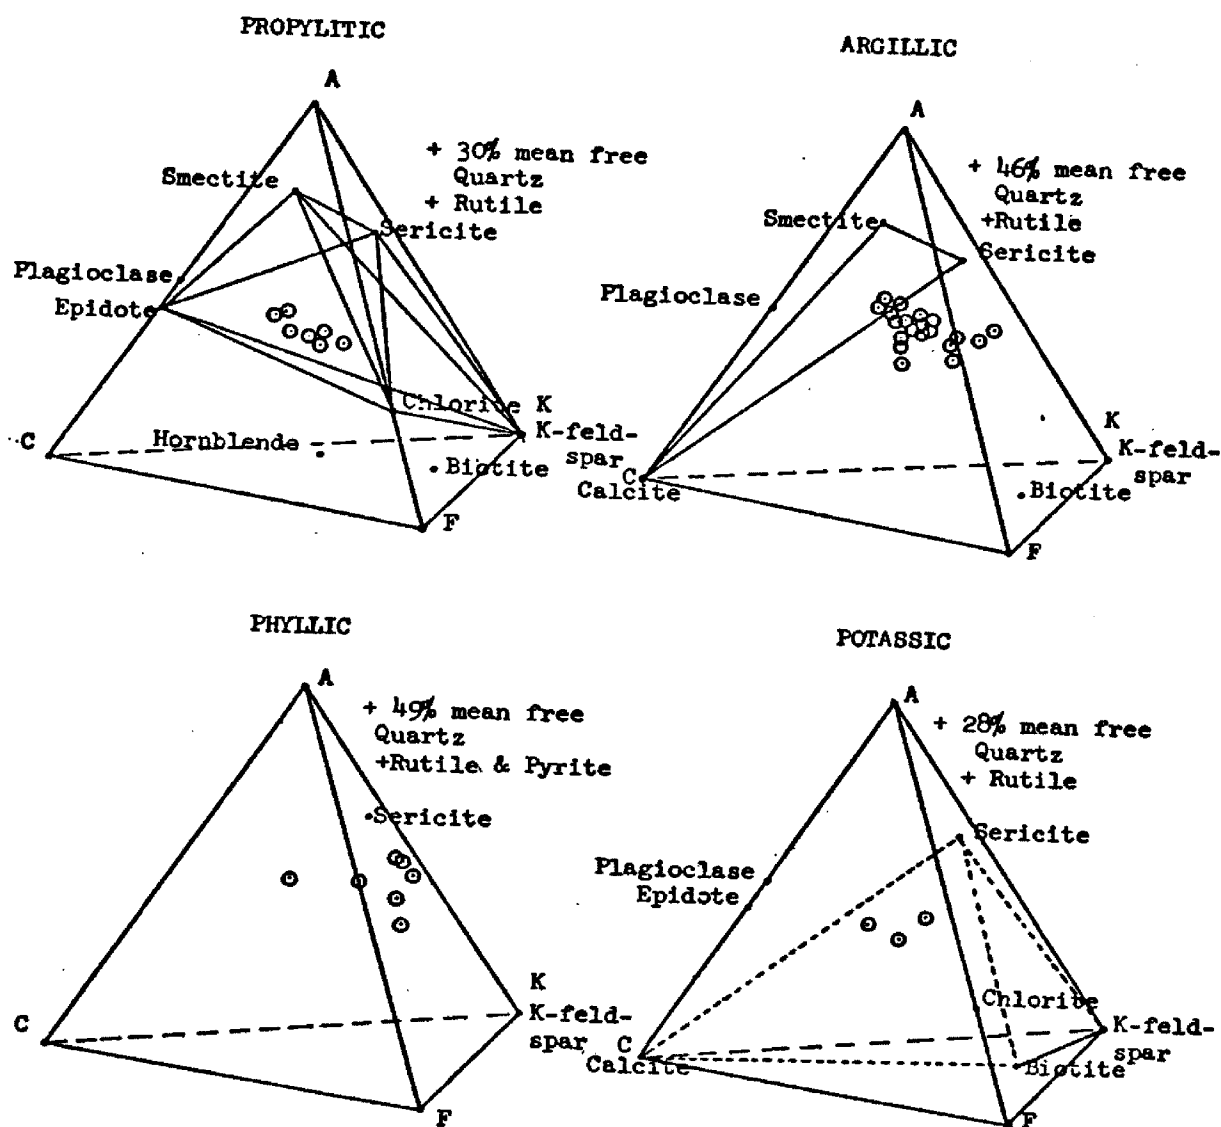 PROPYLITIC
A
+ 30% mean free
Quartz
+ Rutile
Smectite
Sericite
Plagioclase
Epidote
Chlorite K
C
Hornblende
K-feld-
spar
Biotite
F
ARGILLIC
A
+ 46% mean free
Quartz
+Rutile
Smectite
Sericite
Plagioclase
K
K-feld-
spar
C
Calcite
Biotite
F
PHYLLIC
A
+ 49% mean free
Quartz
+Rutile & Pyrite
Sericite
K
C
K-feld-
spar
F
POTASSIC
A
+ 28% mean free
Quartz
+ Rutile
Sericite
Plagioclase
Epidote
Chlorite
K-feld-
spar
C
Calcite
Biotite
F